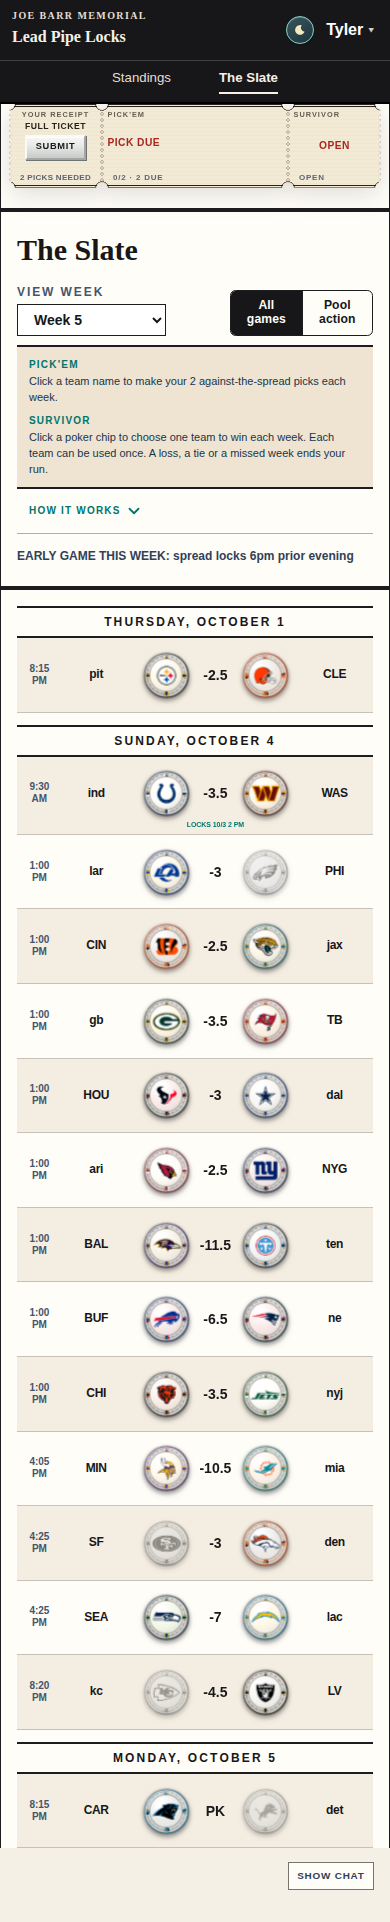 JOE BARR MEMORIAL
Lead Pipe Locks
Tyler
Standings
The Slate
YOUR RECEIPT
FULL TICKET
SUBMIT
2 PICKS NEEDED
PICK'EM
PICK DUE
0/2 · 2 DUE
SURVIVOR
OPEN
OPEN
The Slate
VIEW WEEK
Week 5
All games
Pool action
PICK'EM
Click a team name to make your 2 against-the-spread picks each
week.
SURVIVOR
Click a poker chip to choose one team to win each week. Each
team can be used once. A loss, a tie or a missed week ends your
run.
HOW IT WORKS
EARLY GAME THIS WEEK: spread locks 6pm prior evening
THURSDAY, OCTOBER 1
8:15 PM pit -2.5 CLE
SUNDAY, OCTOBER 4
9:30 AM ind -3.5 WAS
LOCKS 10/3 2 PM
1:00 PM lar -3 PHI
1:00 PM CIN -2.5 jax
1:00 PM gb -3.5 TB
1:00 PM HOU -3 dal
1:00 PM ari -2.5 NYG
1:00 PM BAL -11.5 ten
1:00 PM BUF -6.5 ne
1:00 PM CHI -3.5 nyj
4:05 PM MIN -10.5 mia
4:25 PM SF -3 den
4:25 PM SEA -7 lac
8:20 PM kc -4.5 LV
MONDAY, OCTOBER 5
8:15 PM CAR PK det
SHOW CHAT